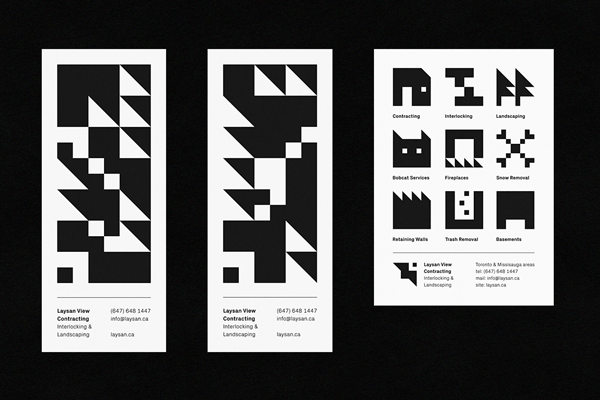 Laysan View
Contracting
Interlocking &
Landscaping
(647) 648 1447
info@laysan.ca
laysan.ca
Laysan View
Contracting
Interlocking &
Landscaping
(647) 648 1447
info@laysan.ca
laysan.ca
Contracting
Interlocking
Landscaping
Bobcat Services
Fireplaces
Snow Removal
Retaining Walls
Trash Removal
Basements
Laysan View
Contracting
Interlocking &
Landscaping
Toronto & Missisauga areas
tel: (647) 648 1447
mail: info@laysan.ca
site: laysan.ca